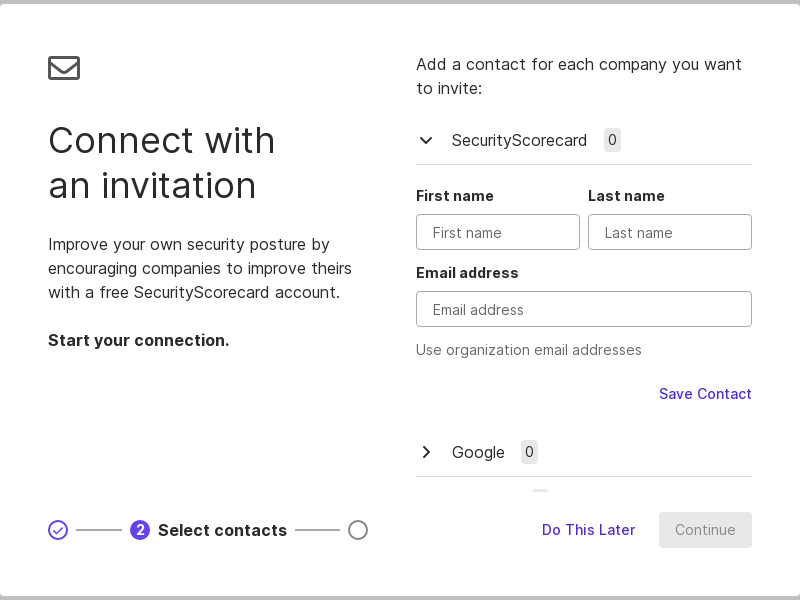 Connect with
an invitation
Improve your own security posture by
encouraging companies to improve theirs
with a free SecurityScorecard account.
Start your connection.
Add a contact for each company you want
to invite:
SecurityScorecard 0
First name Last name
First name Last name
Email address
Email address
Use organization email addresses
Save Contact
Google 0
2 Select contacts
Do This Later Continue